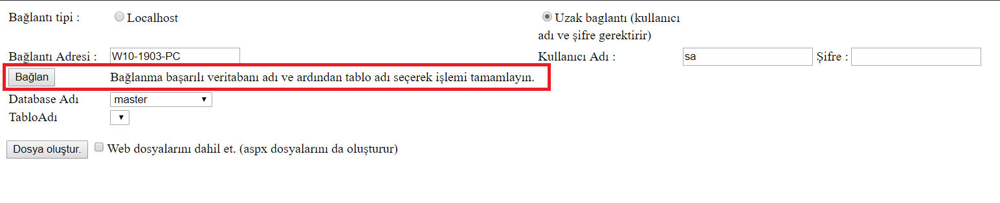 Bağlantı tipi : Localhost Uzak baglantı (kullanıcı
adı ve şifre gerektirir)
Bağlantı Adresi : W10-1903-PC Kullanıcı Adı : sa Şifre :
Bağlan Bağlanma başarılı veritabanı adı ve ardından tablo adı seçerek işlemi tamamlayın.
Database Adı master
TabloAdı
Dosya oluştur. Web dosyalarını dahil et. (aspx dosyalarını da oluşturur)